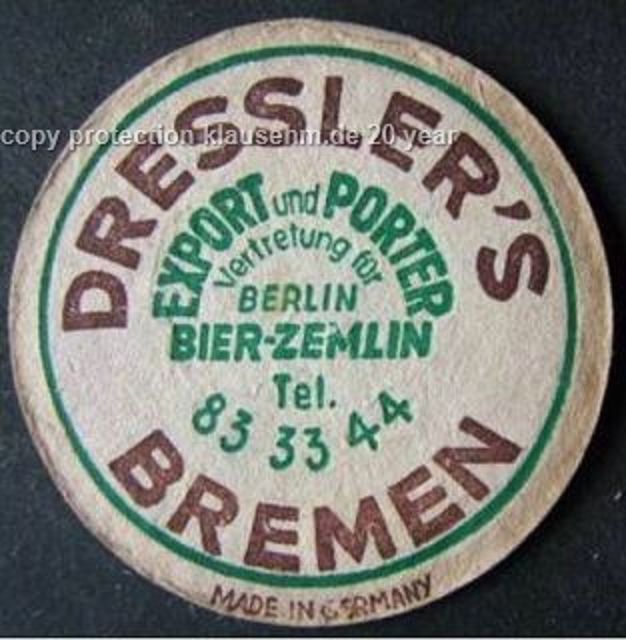 copy protection klausehm.de 20 year
DRESSLER'S
EXPORT und PORTER
Vertretung für
BERLIN
BIER-ZEMLIN
Tel.
83 33 44
BREMEN
MADE IN GERMANY